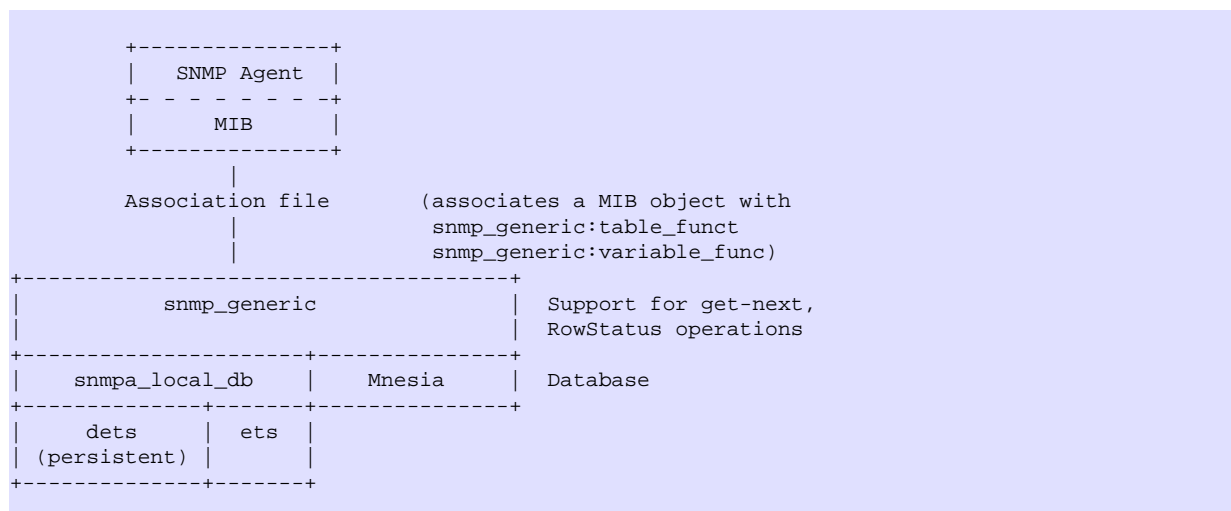 SNMP Agent
MIB
Association file (associates a MIB object with
snmp_generic:table_funct
snmp_generic:variable_func)
snmp_generic Support for get-next,
RowStatus operations
snmpa_local_db Mnesia Database
dets ets
(persistent)